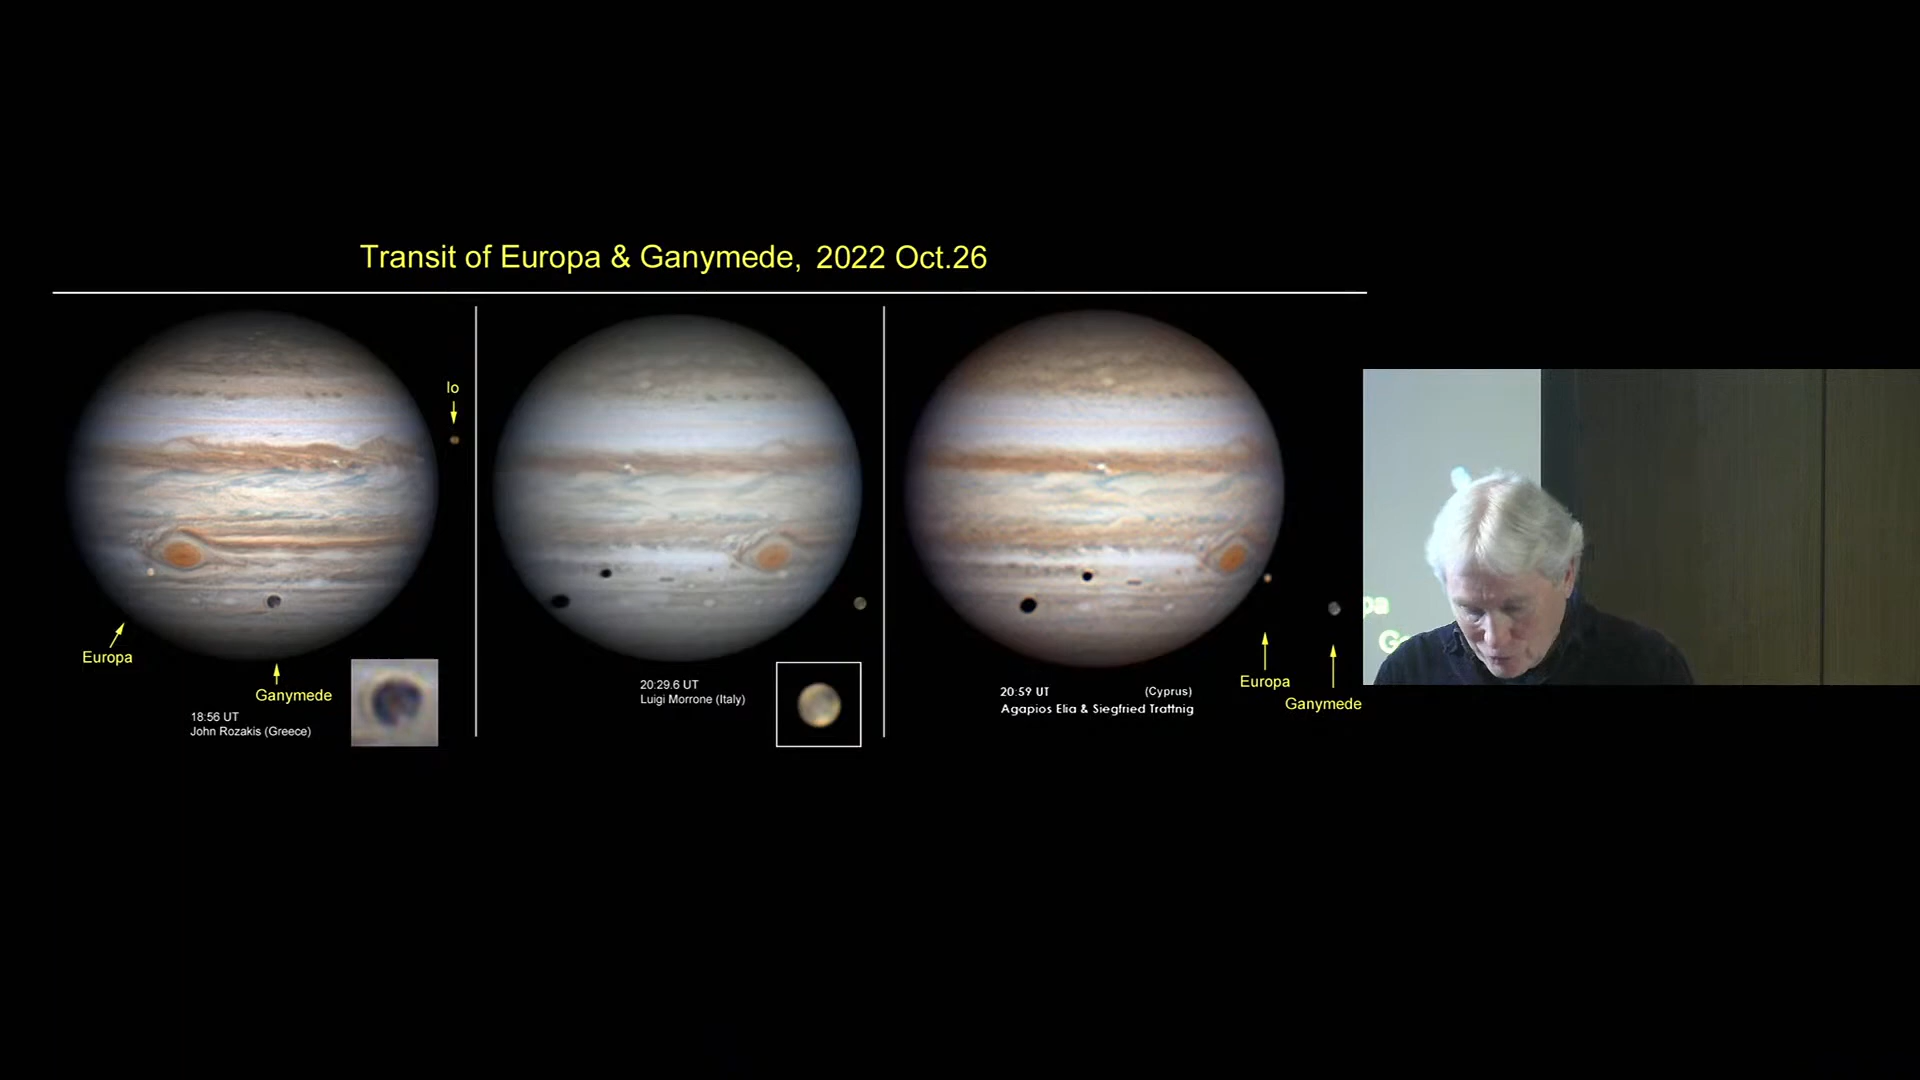 Transit of Europa & Ganymede, 2022 Oct.26
Io
Europa
Ganymede
18:56 UT
John Rozakis (Greece)
20:29.6 UT
Luigi Morrone (Italy)
20:59 UT (Cyprus)
Agapios Elia & Siegfried Trattnig
Europa
Ganymede
pa
G